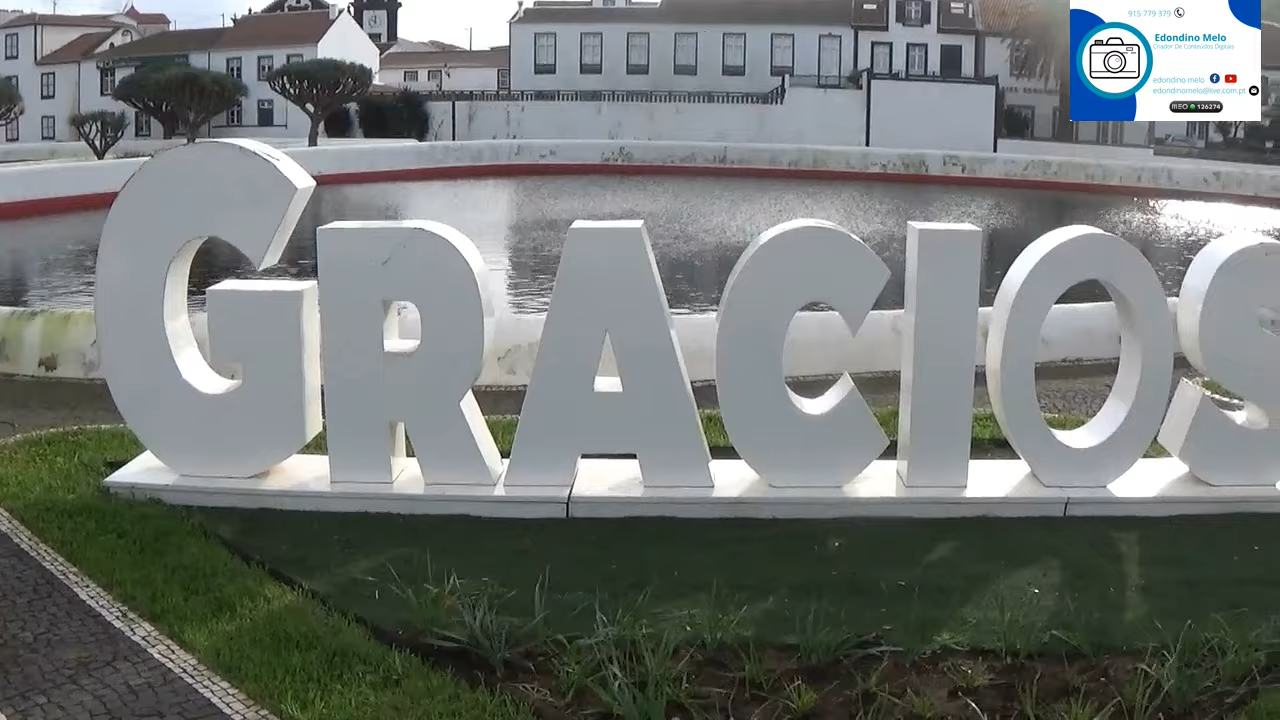 915 779 379
Edondino Melo
Criador De Conteúdos Digitais
edondino melo
edondinomelo@live.com.pt
MEO 126274
GRACIOS